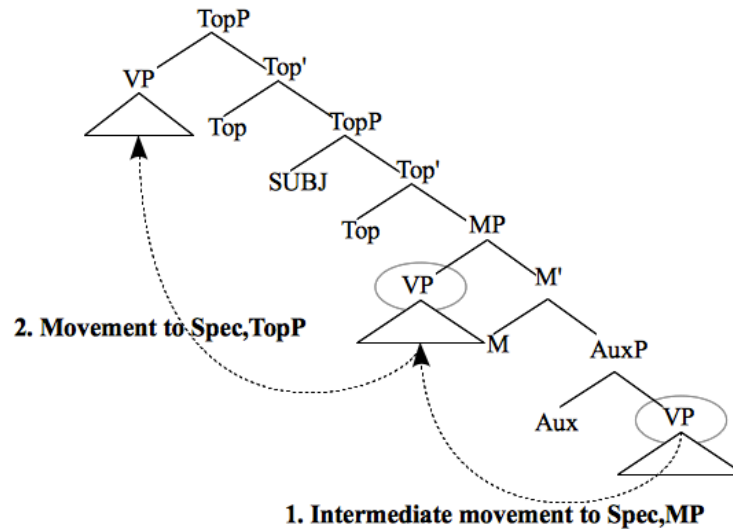 TopP
VP Top'
Top TopP
SUBJ Top'
Top MP
VP M'
2. Movement to Spec,TopP
M AuxP
Aux VP
1. Intermediate movement to Spec,MP